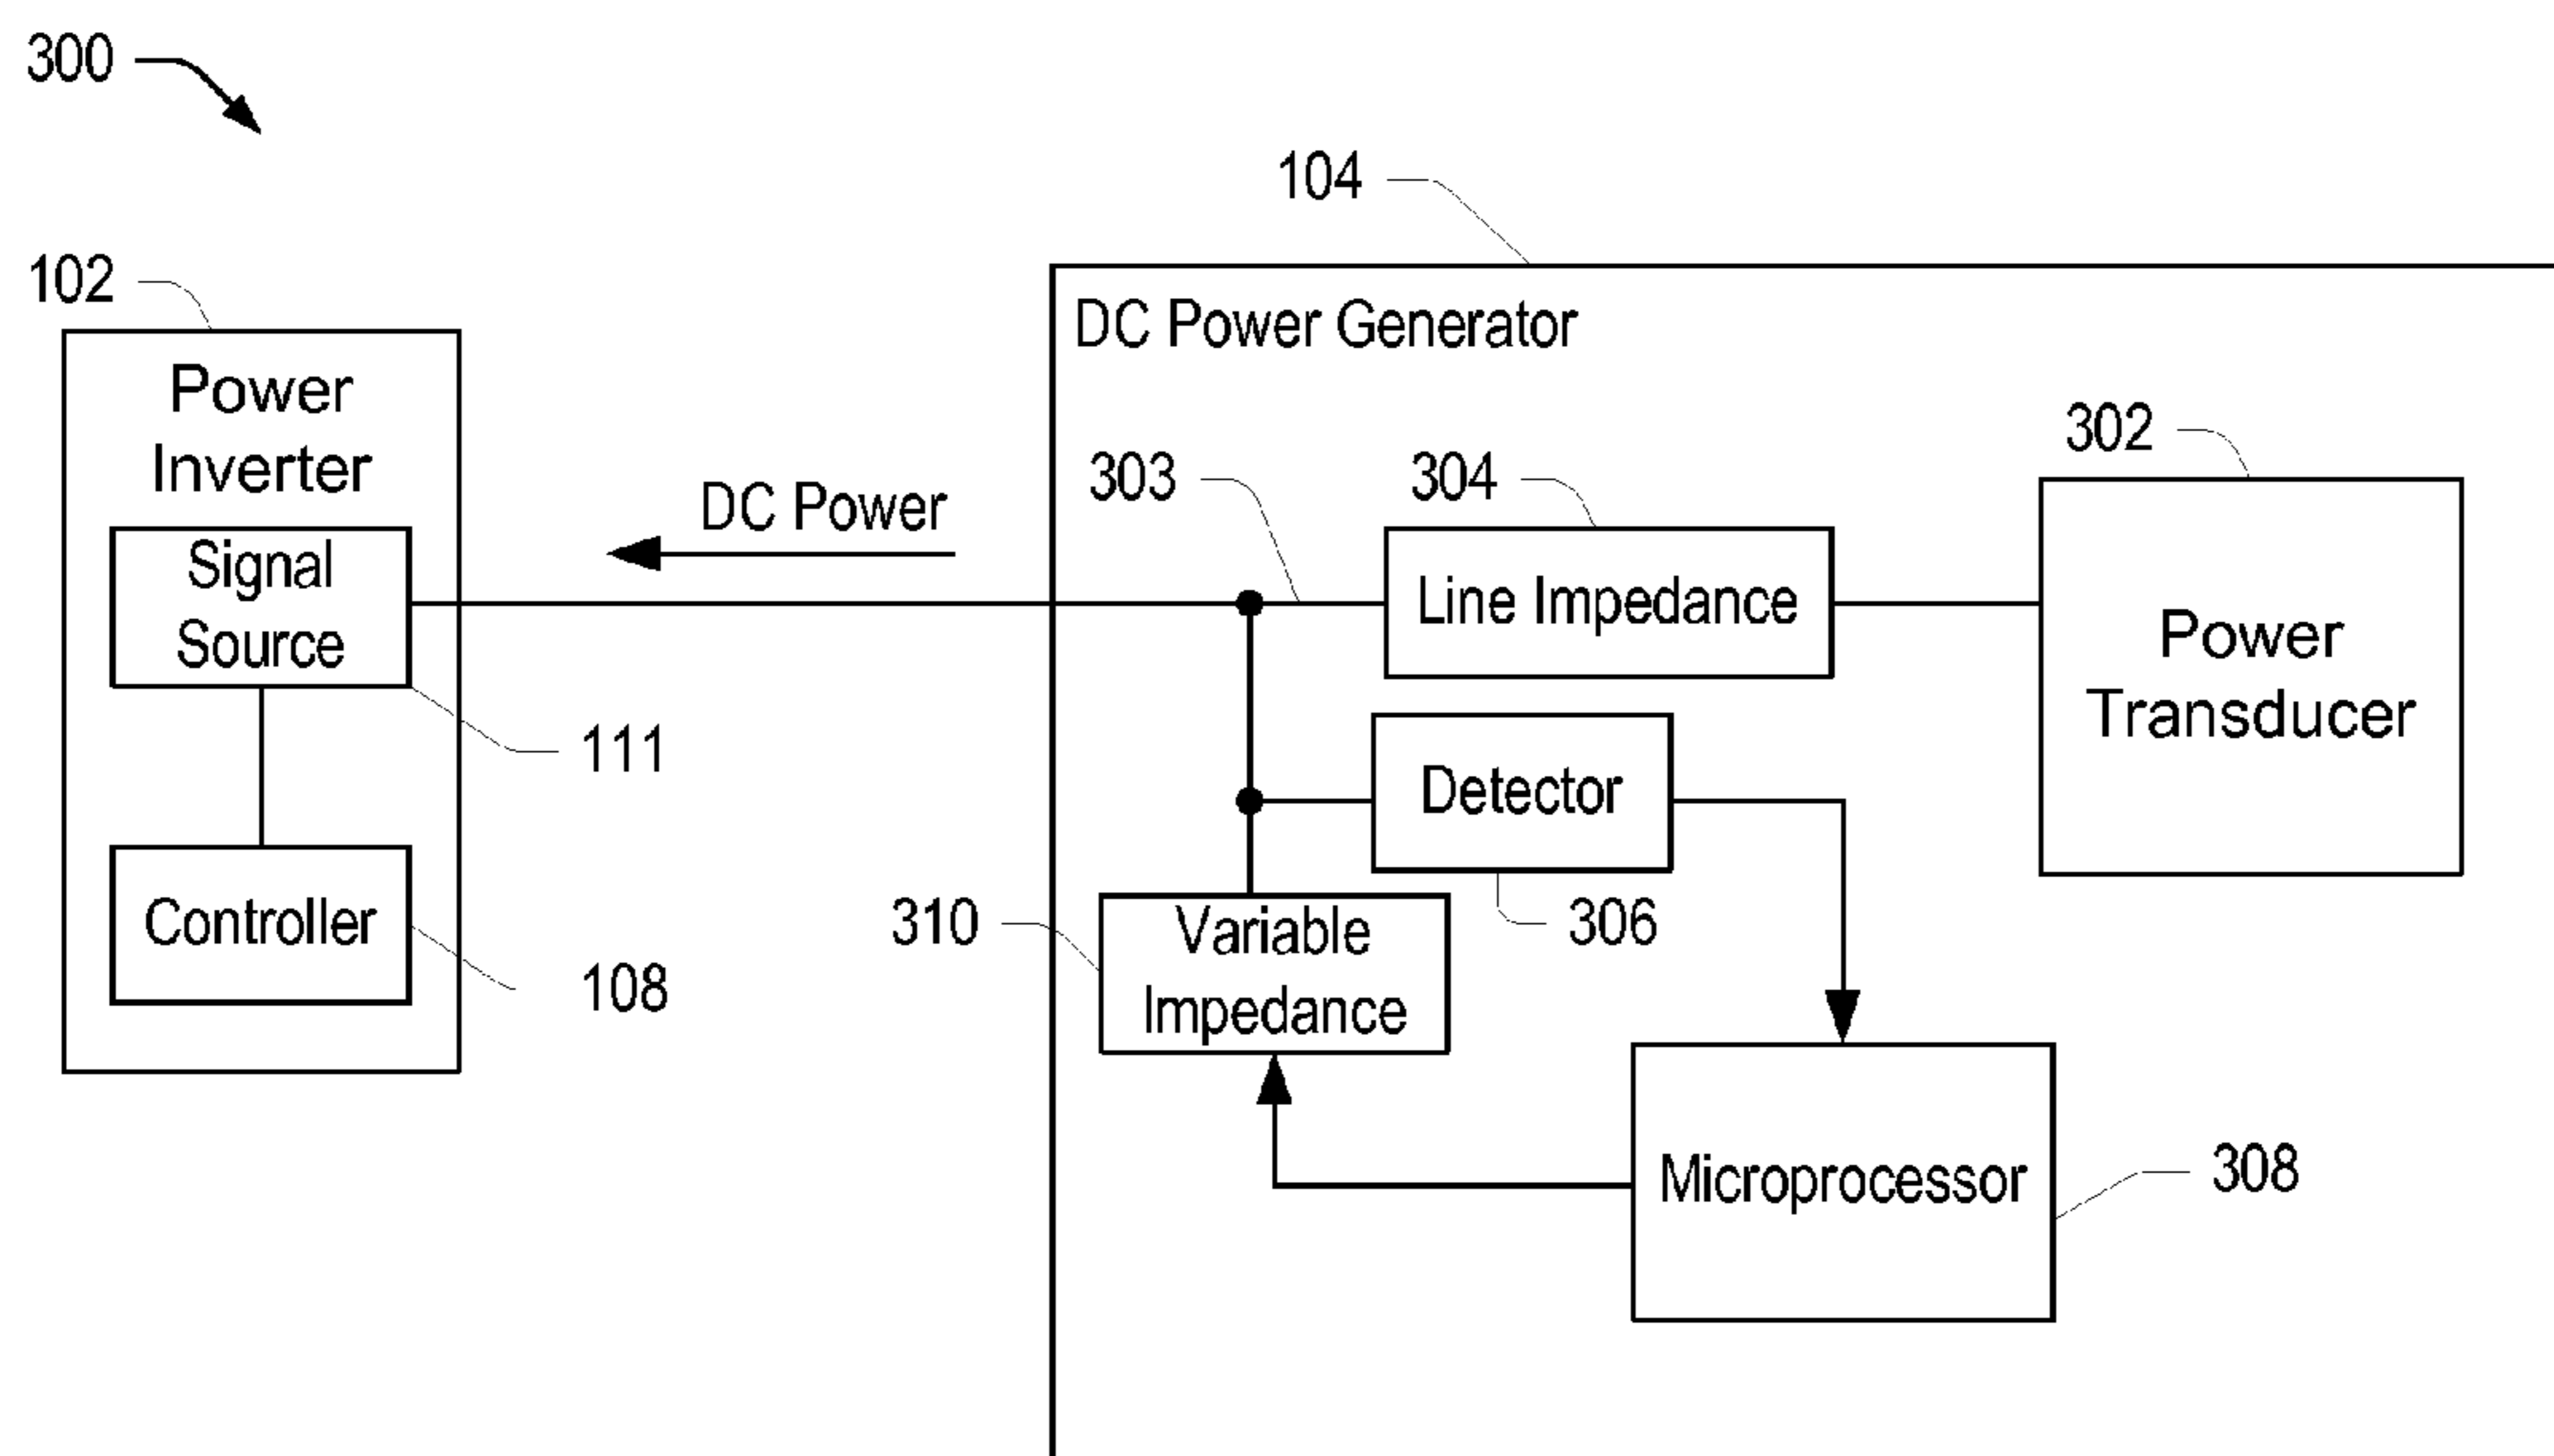 300
104
102
DC Power Generator
Power
Inverter
302
303
304
DC Power
Signal
Source
Line Impedance
Power
Transducer
111
Detector
Controller
310
Variable
Impedance
306
108
Microprocessor
308